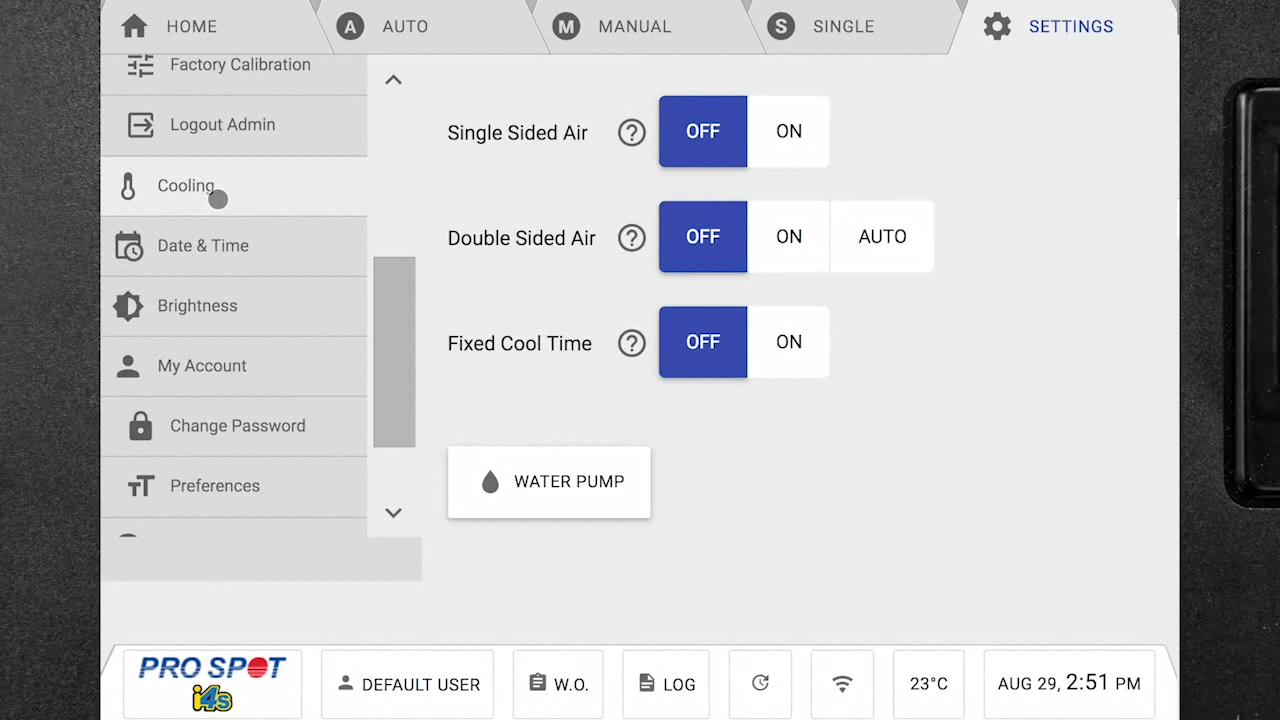 HOME
A AUTO
M MANUAL
S SINGLE
SETTINGS
Factory Calibration
Logout Admin
Cooling
Date & Time
Brightness
My Account
Change Password
TT Preferences
Single Sided Air ? OFF ON
Double Sided Air ? OFF ON AUTO
Fixed Cool Time ? OFF ON
WATER PUMP
PRO SPOT
i4s
DEFAULT USER
W.O.
LOG
23°C
AUG 29, 2:51 PM